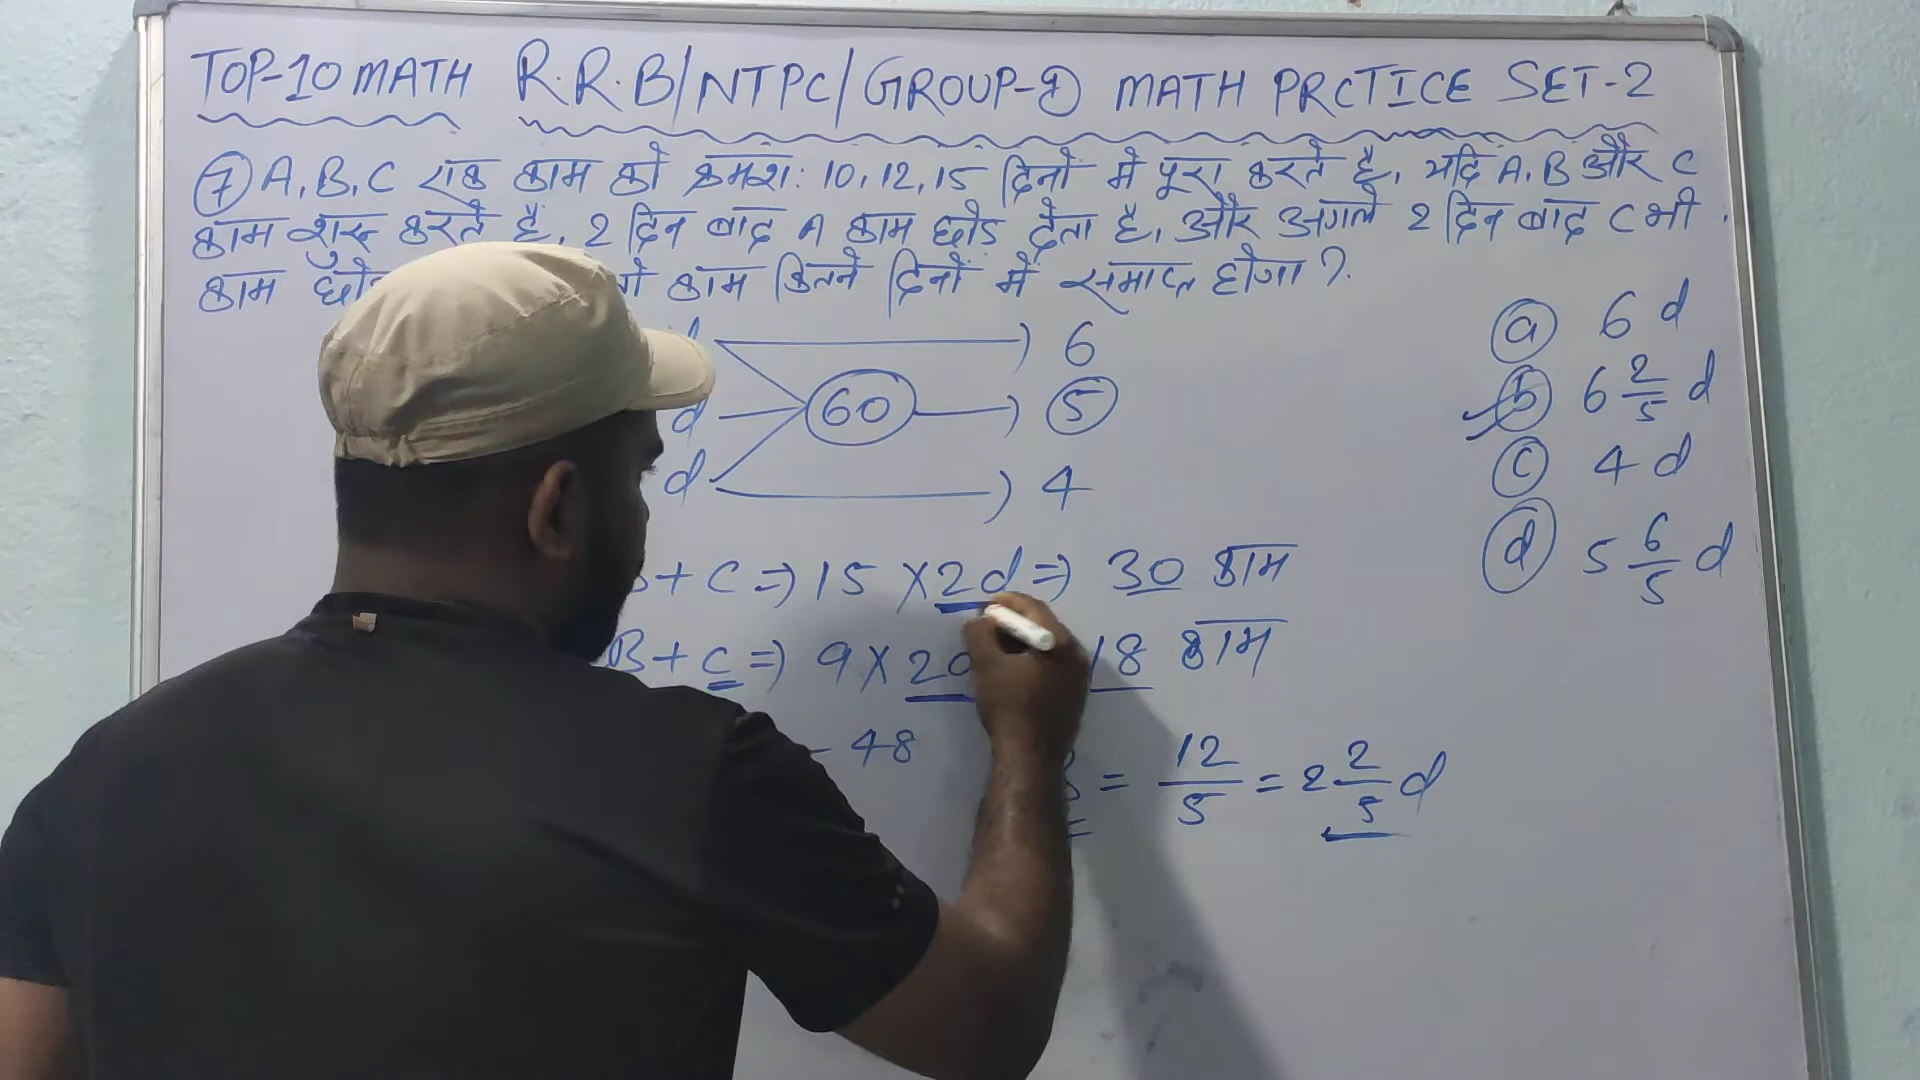 TOP-10 MATH R.R.B/NTPC/GROUP-D MATH PRCTICE SET-2
7 A, B, C एक काम को क्रमश: 10, 12, 15 दिनो मे पूरा करते है, यदि A, B और C
काम शुरू करते है, 2 दिन बाद A काम छोड देता है, और अगले 2 दिन बाद C भी
काम काम कितने दिनों में समाप्त होगा ?
6
d 60 5
d 4
B + C => 15 × 2d => 30 काम
B + C => 9 × 2d 18 काम
- 48
= 12/5 = 2 2/5 d
a 6 d
b 6 2/5 d
c 4 d
d 5 6/5 d